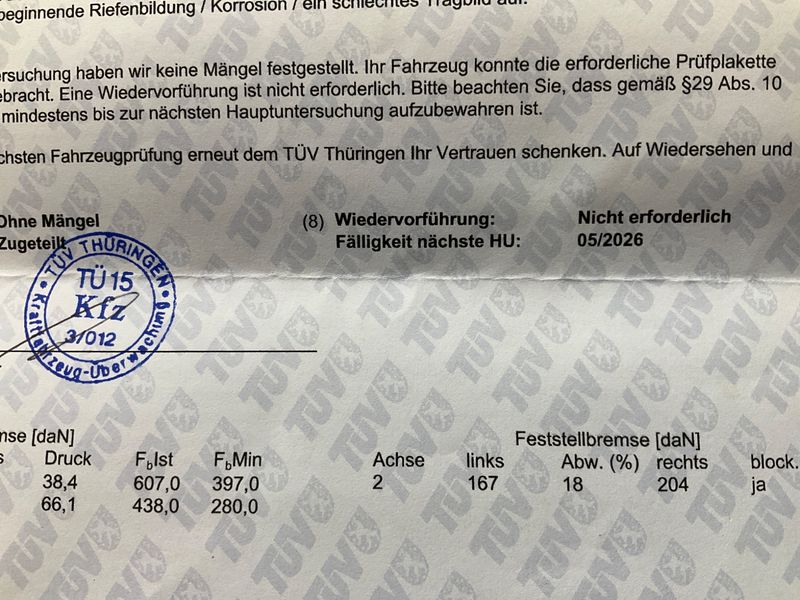 beginnende Riefenbildung / Korrosion / ein schlechtes Tragbild auf.
ersuchung haben wir keine Mängel festgestellt. Ihr Fahrzeug konnte die erforderliche Prüfplakette
ebracht. Eine Wiedervorführung ist nicht erforderlich. Bitte beachten Sie, dass gemäß §29 Abs. 10
mindestens bis zur nächsten Hauptuntersuchung aufzubewahren ist.
chsten Fahrzeugprüfung erneut dem TÜV Thüringen Ihr Vertrauen schenken. Auf Wiedersehen und
Ohne Mängel (8) Wiedervorführung: Nicht erforderlich
Zugeteilt Fälligkeit nächste HU: 05/2026
TÜV THÜRINGEN
TÜ 15
Kfz
3/012
Kraftfahrzeug-Überwachung
mse [daN] Feststellbremse [daN]
s Druck FbIst FbMin Achse links Abw. (%) rechts block.
38,4 607,0 397,0 2 167 18 204 ja
66,1 438,0 280,0